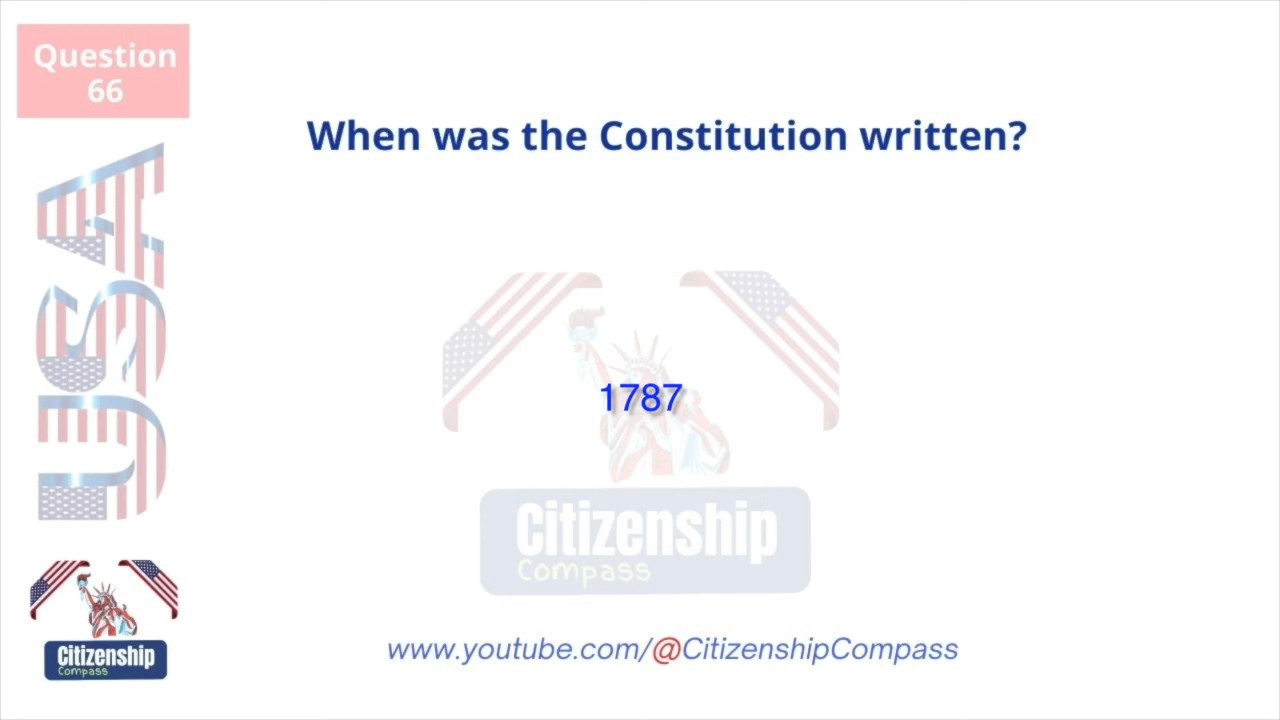 Question
66
When was the Constitution written?
USA
1787
Citizenship
Compass
www.youtube.com/@CitizenshipCompass
Citizenship
Compass